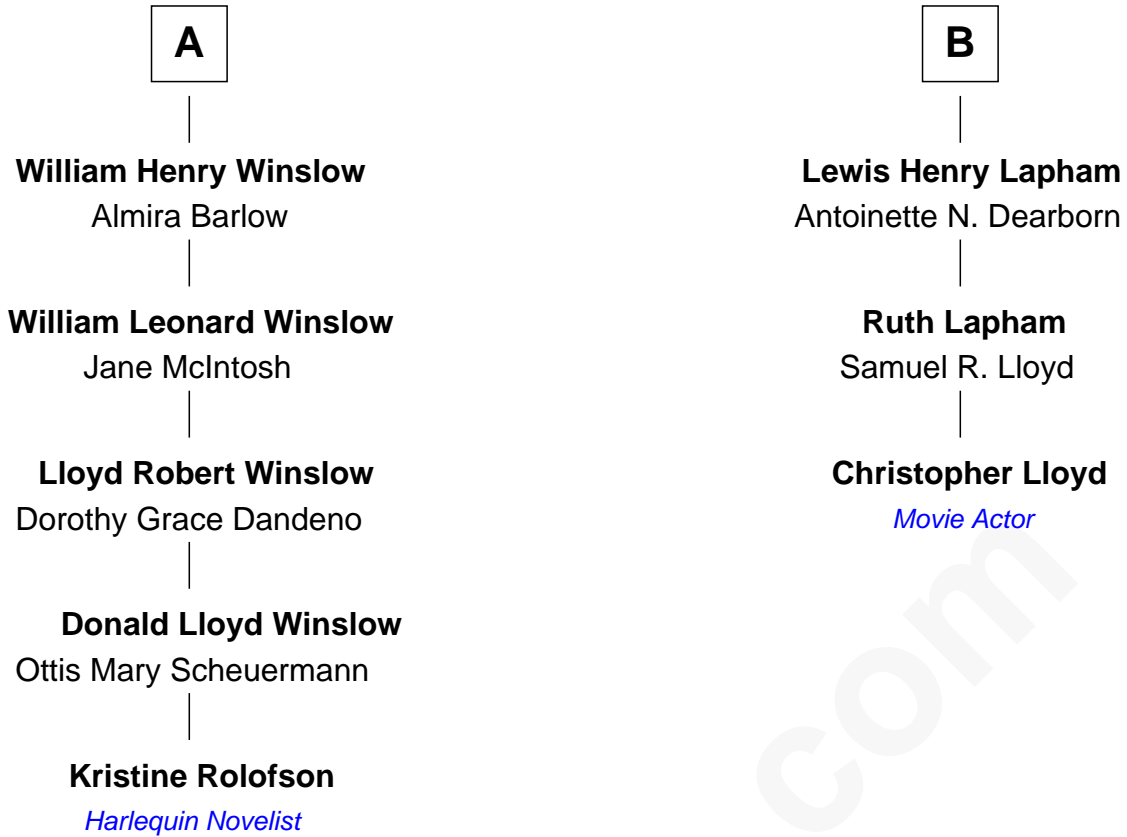 A
William Henry Winslow
Almira Barlow
William Leonard Winslow
Jane McIntosh
Lloyd Robert Winslow
Dorothy Grace Dandeno
Donald Lloyd Winslow
Ottis Mary Scheuermann
Kristine Rolofson
Harlequin Novelist
B
Lewis Henry Lapham
Antoinette N. Dearborn
Ruth Lapham
Samuel R. Lloyd
Christopher Lloyd
Movie Actor
com